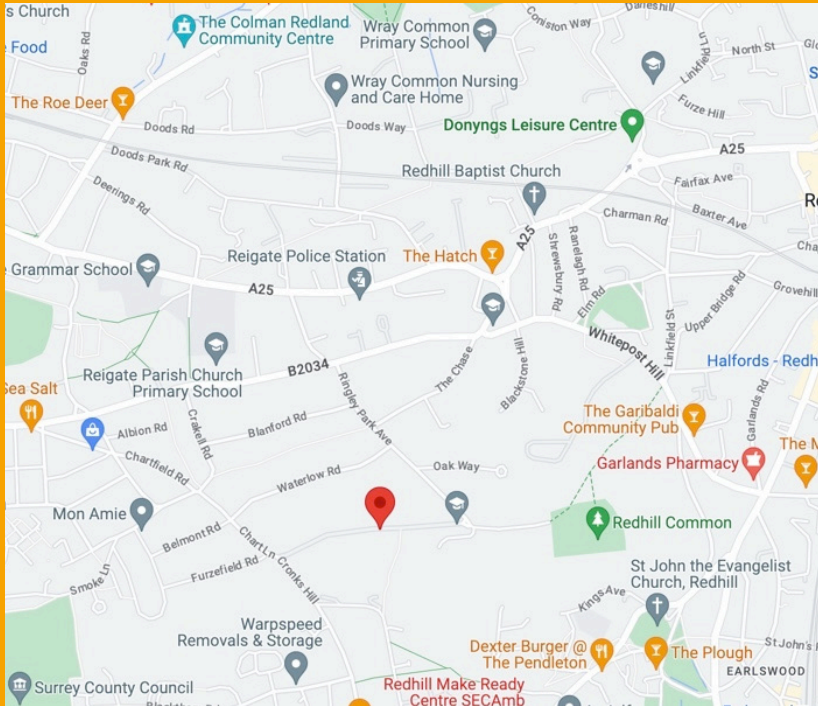 s Church
The Colman Redland
Community Centre
Wray Common
Primary School
Coniston Way
Linkfield Ln
North St
Food
Oaks Rd
Wray Common Nursing
and Care Home
The Roe Deer
Doods Rd
Doods Way
Furze Hill
Donyngs Leisure Centre
A25
Doods Park Rd
Redhill Baptist Church
Fairfax Ave
Deerings Rd
Charman Rd
Baxter Ave
A25
Shrewsbury Rd
Ranelagh Rd
Reigate Police Station
The Hatch
Grammar School
A25
Elm Rd
Grovehill
Upper Bridge Rd
Linkfield St
Whitepost Hill
B2034
Reigate Parish Church
Primary School
The Chase
Blackstone Hill
Halfords - Redh
Ringley Park Ave
Sea Salt
Crakell Rd
Blanford Rd
Albion Rd
The Garibaldi
Community Pub
Garlands Rd
Chartfield Rd
Waterlow Rd
Oak Way
Garlands Pharmacy
The M
Mon Amie
Belmont Rd
Redhill Common
Chart Ln
Cronks Hill
Furzefield Rd
Smoke Ln
St John the Evangelist
Church, Redhill
Kings Ave
Warpspeed
Removals & Storage
Dexter Burger @
The Pendleton
The Plough
St John's
EARLSWOOD
Surrey County Council
Redhill Make Ready
Centre SECAmb